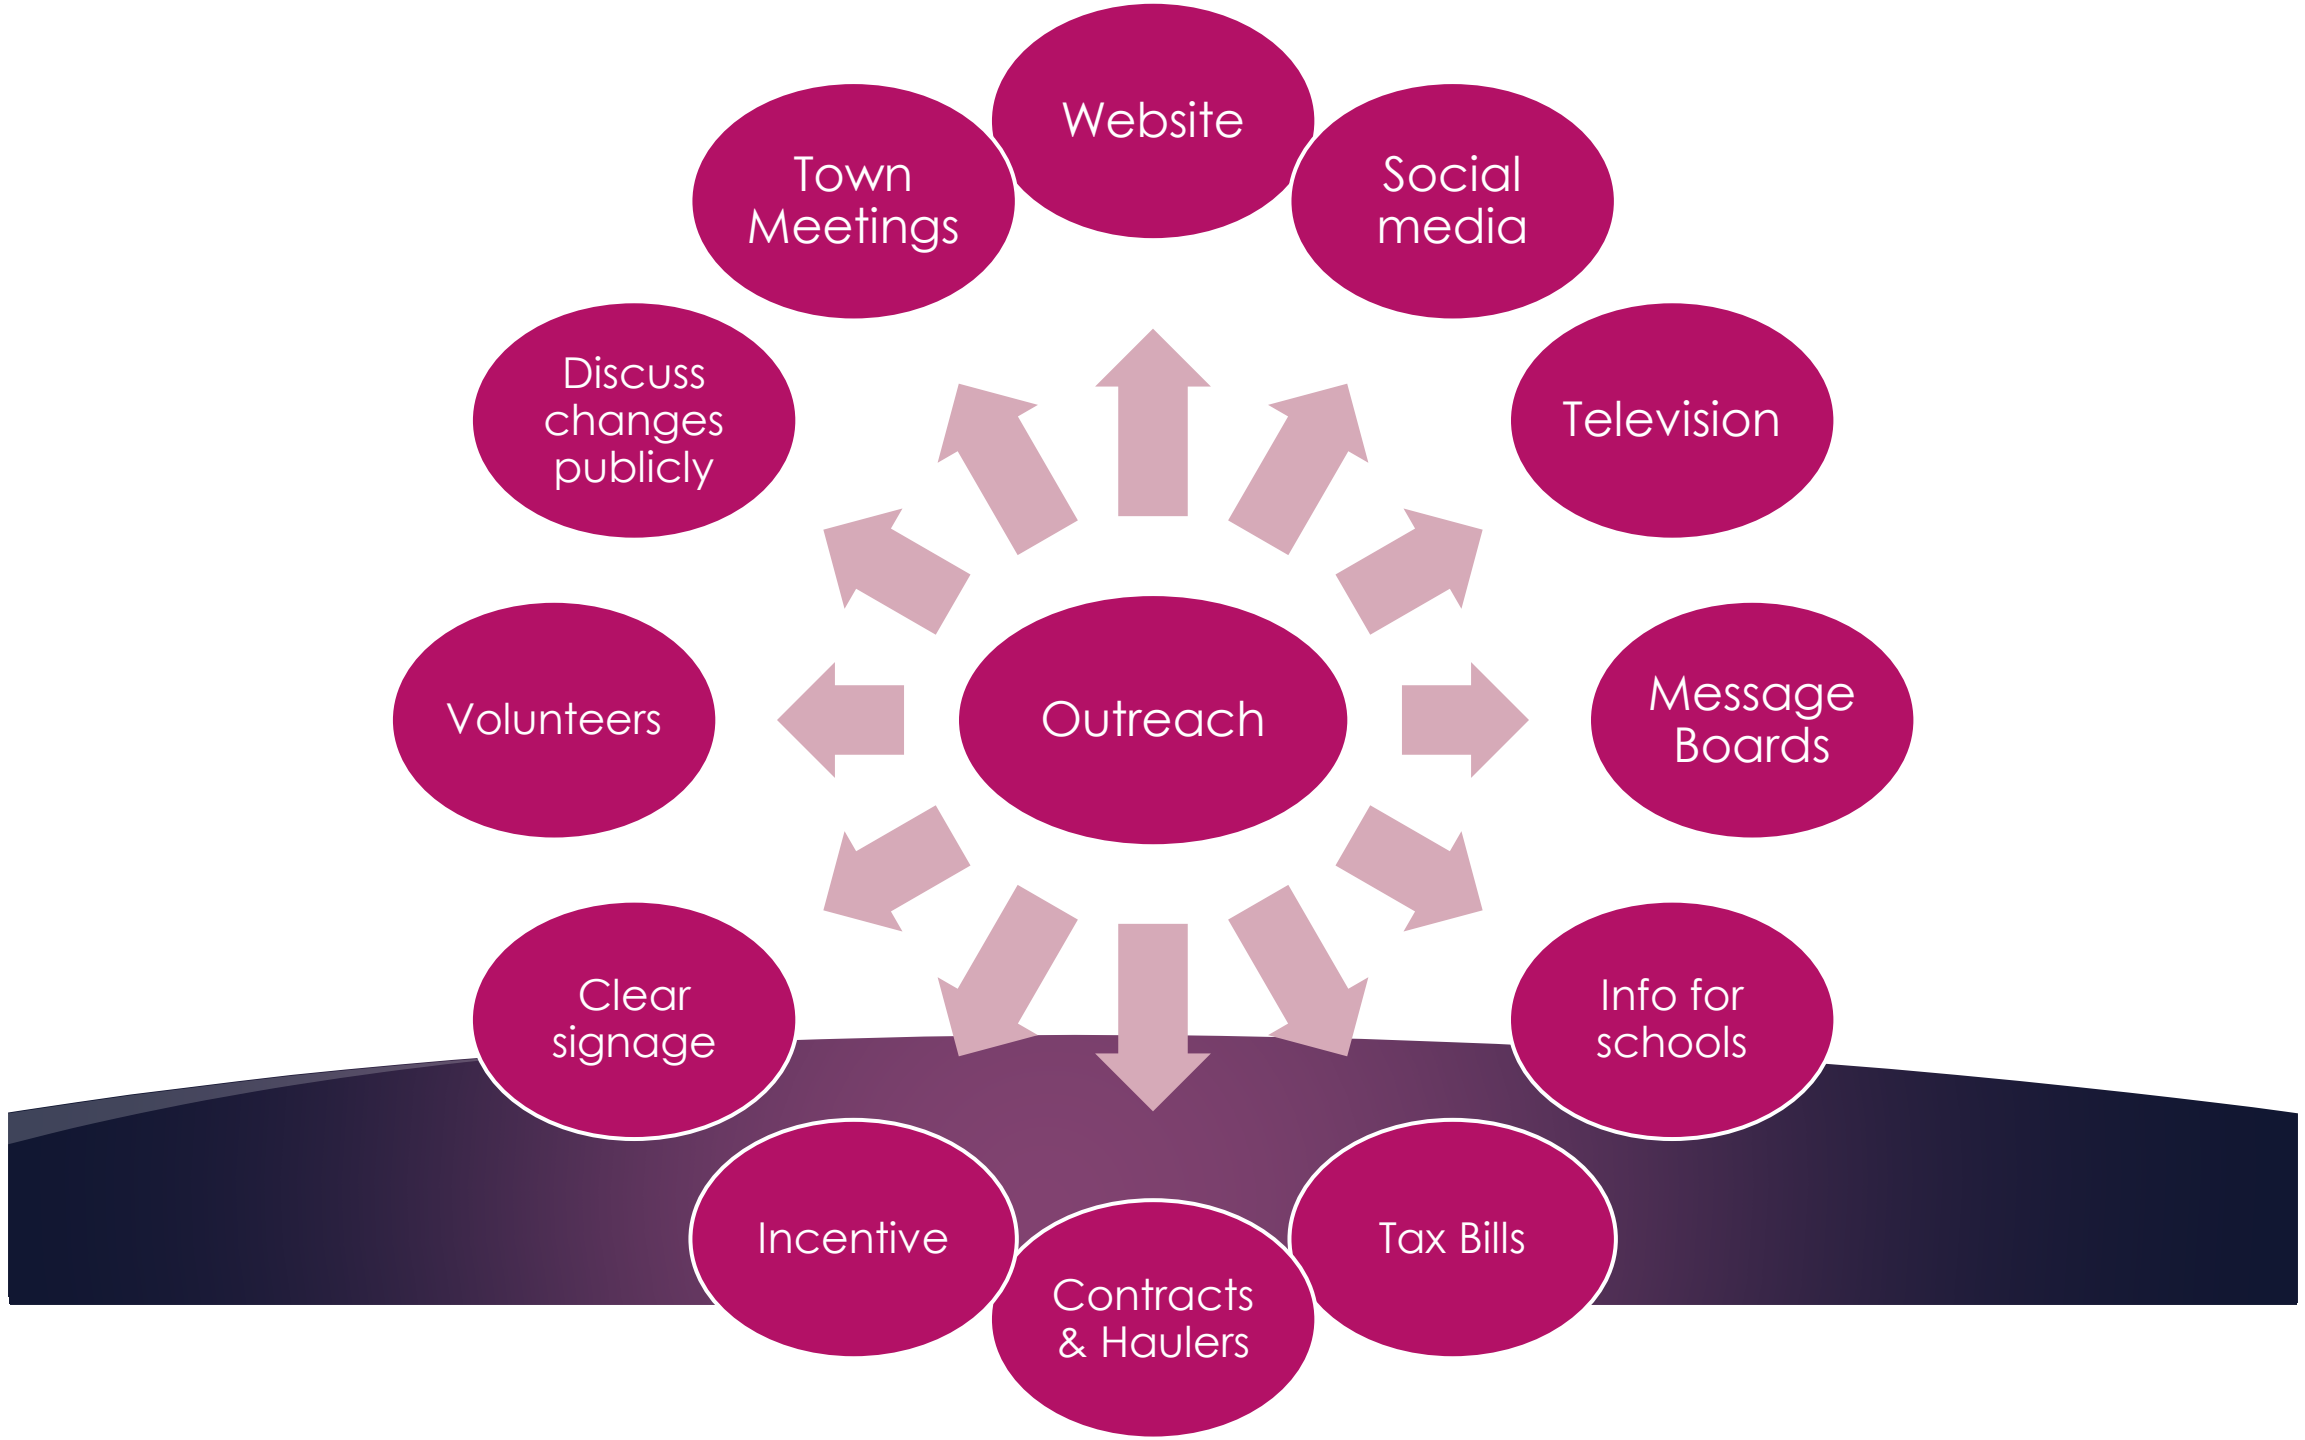 Website
Town
Meetings
Social
media
Discuss
changes
publicly
Television
Volunteers
Outreach
Message
Boards
Clear
signage
Info for
schools
Incentive
Tax Bills
Contracts
& Haulers